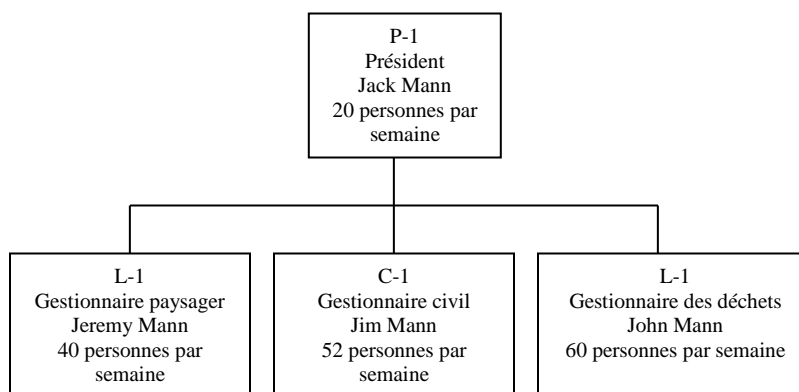 P-1
Président
Jack Mann
20 personnes par
semaine
L-1
Gestionnaire paysager
Jeremy Mann
40 personnes par
semaine
C-1
Gestionnaire civil
Jim Mann
52 personnes par
semaine
L-1
Gestionnaire des déchets
John Mann
60 personnes par semaine